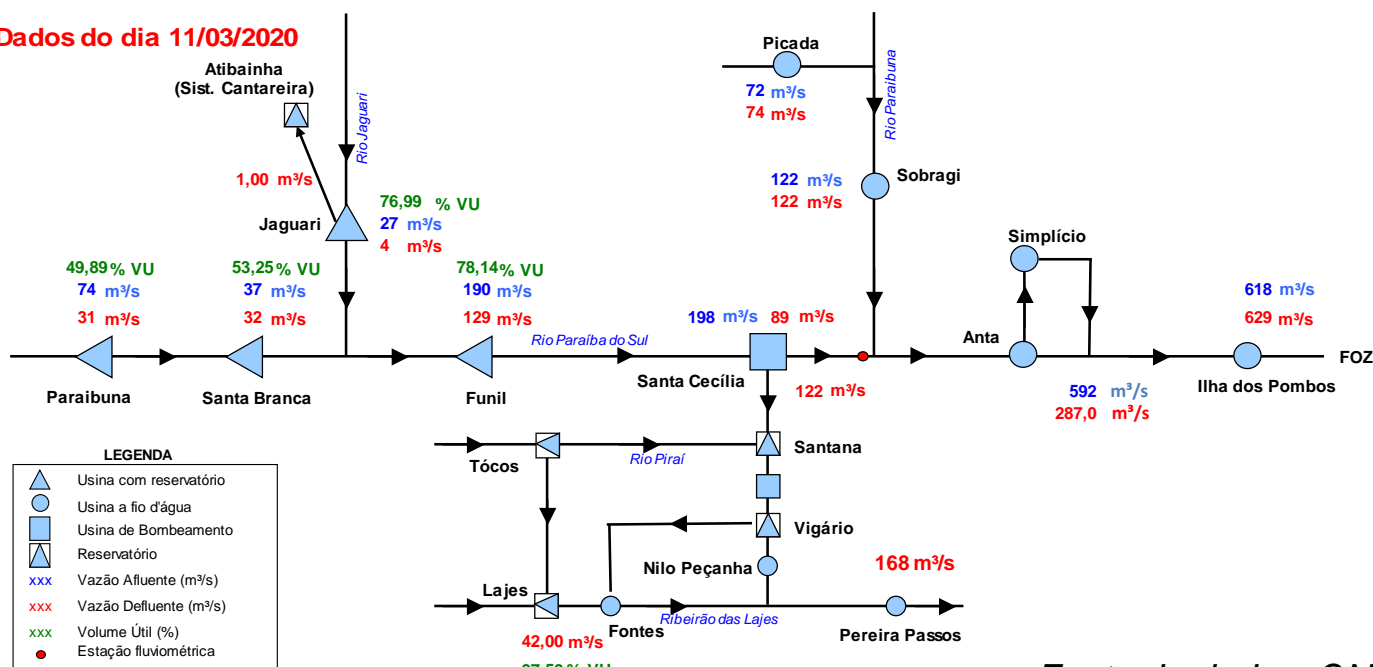 Dados do dia 11/03/2020
Atibainha
(Sist. Cantareira)
Rio Jaguari
1,00 m³/s
Jaguari
76,99 % VU
27 m³/s
4 m³/s
Picada
72 m³/s
74 m³/s
Rio Paraibuna
122 m³/s
122 m³/s
Sobragi
Simplício
49,89 % VU
74 m³/s
31 m³/s
Paraibuna
53,25 % VU
37 m³/s
32 m³/s
Santa Branca
78,14 % VU
190 m³/s
129 m³/s
Funil
Rio Paraíba do Sul
198 m³/s 89 m³/s
Santa Cecília
122 m³/s
Anta
592 m³/s
287,0 m³/s
618 m³/s
629 m³/s
Ilha dos Pombos
FOZ
Tócos
Rio Piraí
Santana
Vigário
Nilo Peçanha
168 m³/s
Lajes
42,00 m³/s
Fontes
Ribeirão das Lajes
Pereira Passos
LEGENDA
Usina com reservatório
Usina a fio d'água
Usina de Bombeamento
Reservatório
xxx Vazão Afluente (m³/s)
xxx Vazão Defluente (m³/s)
xxx Volume Útil (%)
Estação fluviométrica